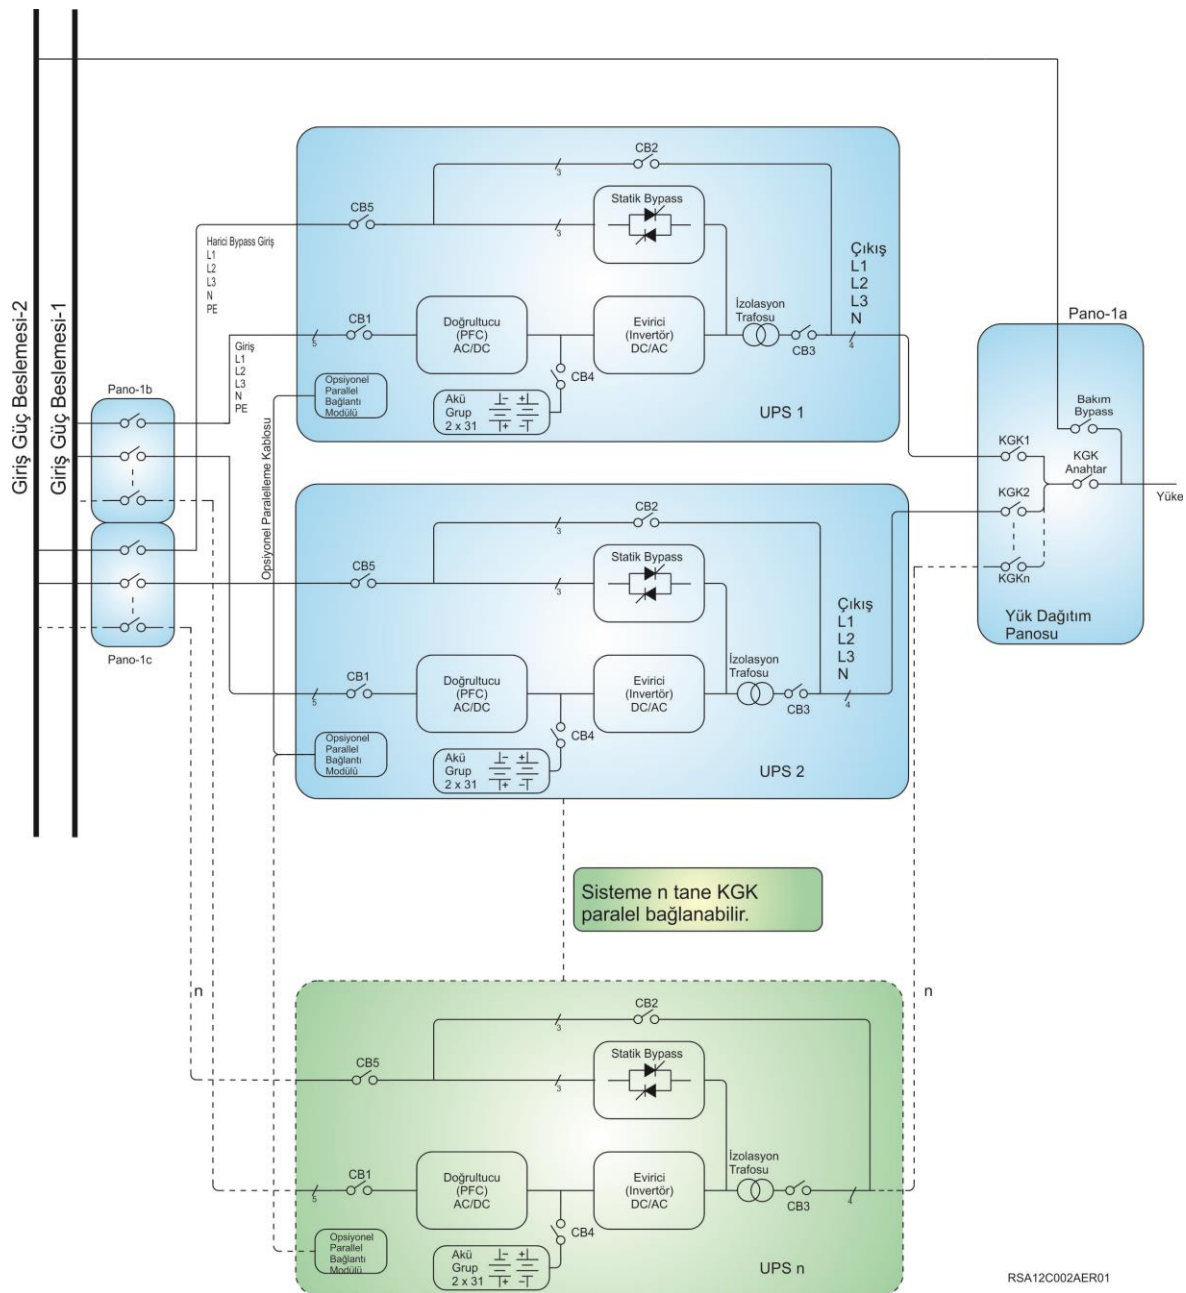 Giriş Güç Beslemesi-2
Giriş Güç Beslemesi-1
Pano-1b
Pano-1c
Harici Bypass Giriş
L1
L2
L3
N
PE
Giriş
L1
L2
L3
N
PE
Opsiyonel Paralelleme Kablosu
CB5
3
CB2
3
Statik Bypass
5
CB1
Doğrultucu
(PFC)
AC/DC
CB4
Evirici
(Invertör)
DC/AC
İzolasyon
Trafosu
CB3
Çıkış
L1
L2
L3
N
4
Opsiyonel
Parallel
Bağlantı
Modülü
Akü
Grup
2 x 31
UPS 1
CB5
3
CB2
3
Statik Bypass
5
CB1
Doğrultucu
(PFC)
AC/DC
CB4
Evirici
(Invertör)
DC/AC
İzolasyon
Trafosu
CB3
Çıkış
L1
L2
L3
N
4
Opsiyonel
Parallel
Bağlantı
Modülü
Akü
Grup
2 x 31
UPS 2
Pano-1a
Bakım
Bypass
KGK1
KGK
Anahtar
KGK2
KGKn
Yüke
Yük Dağıtım
Panosu
Sisteme n tane KGK
paralel bağlanabilir.
n
n
CB5
3
CB2
3
Statik Bypass
5
CB1
Doğrultucu
(PFC)
AC/DC
CB4
Evirici
(Invertör)
DC/AC
İzolasyon
Trafosu
CB3
4
Opsiyonel
Parallel
Bağlantı
Modülü
Akü
Grup
2 x 31
UPS n
RSA12C002AER01